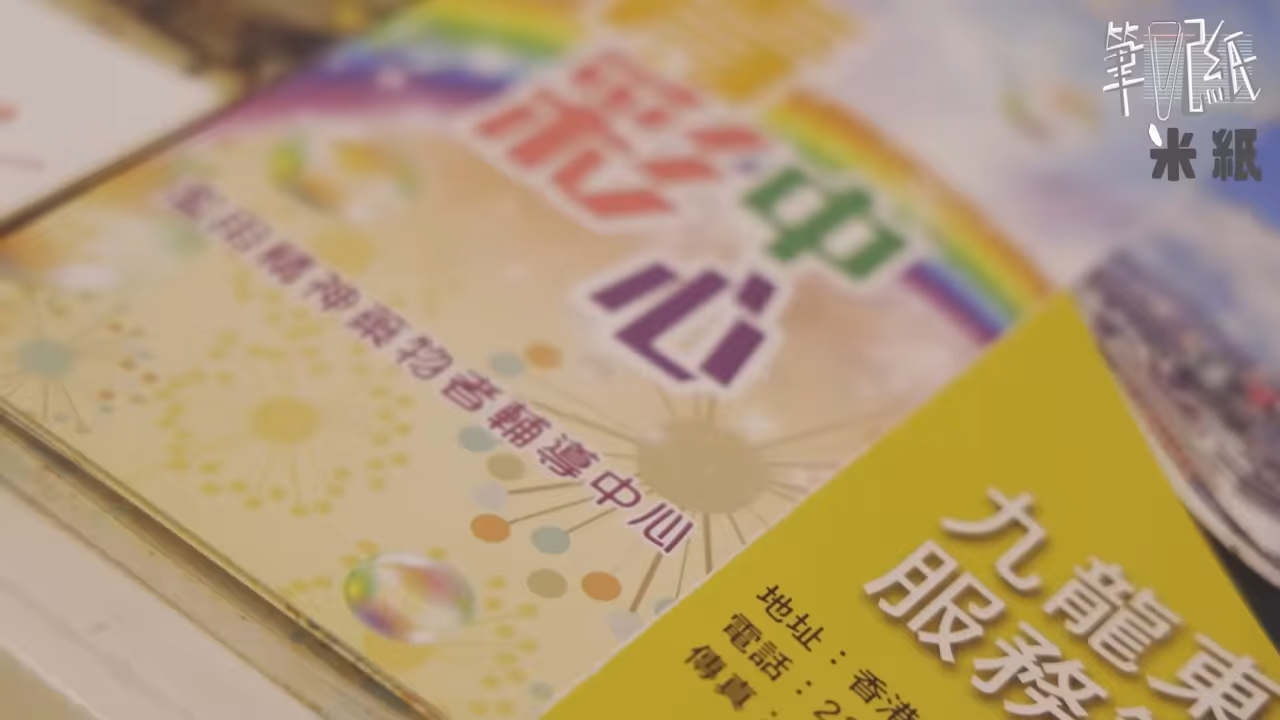 筆記紙
米紙
彩中心
濫用精神藥物者輔導中心
九龍東
服務
地址：香港
電話：2
傳真：